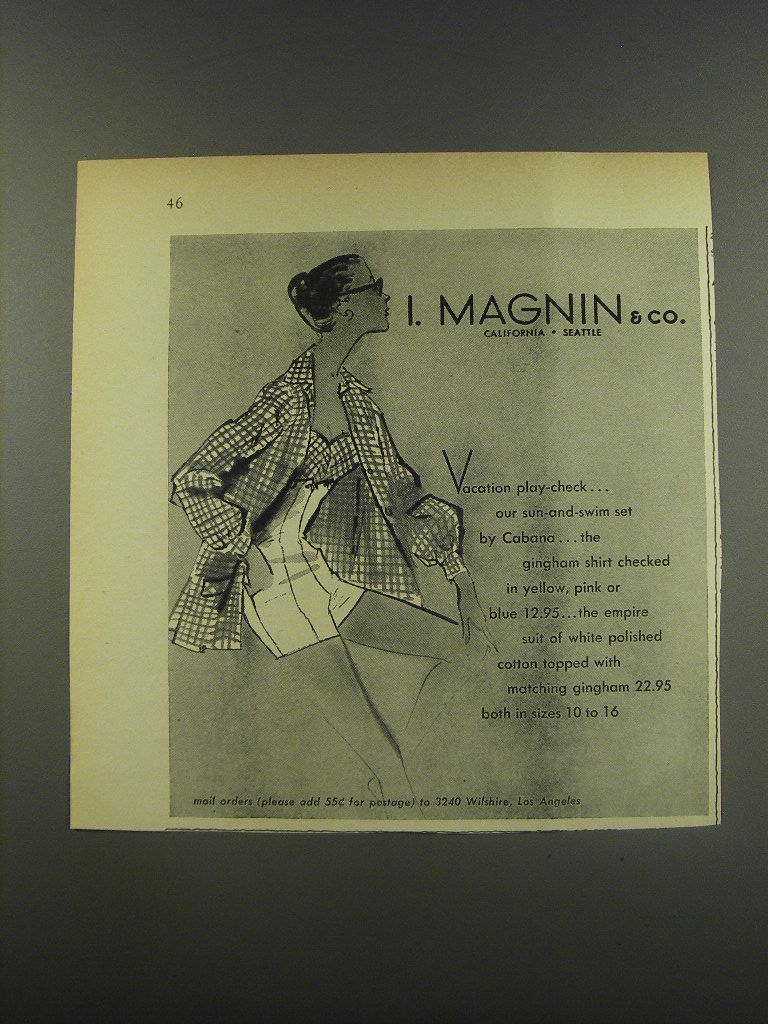 46
I. MAGNIN & CO.
CALIFORNIA • SEATTLE
Vacation play-check...
our sun-and-swim set
by Cabana...the
gingham shirt checked
in yellow, pink or
blue 12.95...the empire
suit of white polished
cotton topped with
matching gingham 22.95
both in sizes 10 to 16
mail orders (please add 55¢ for postage) to 3240 Wilshire, Los Angeles